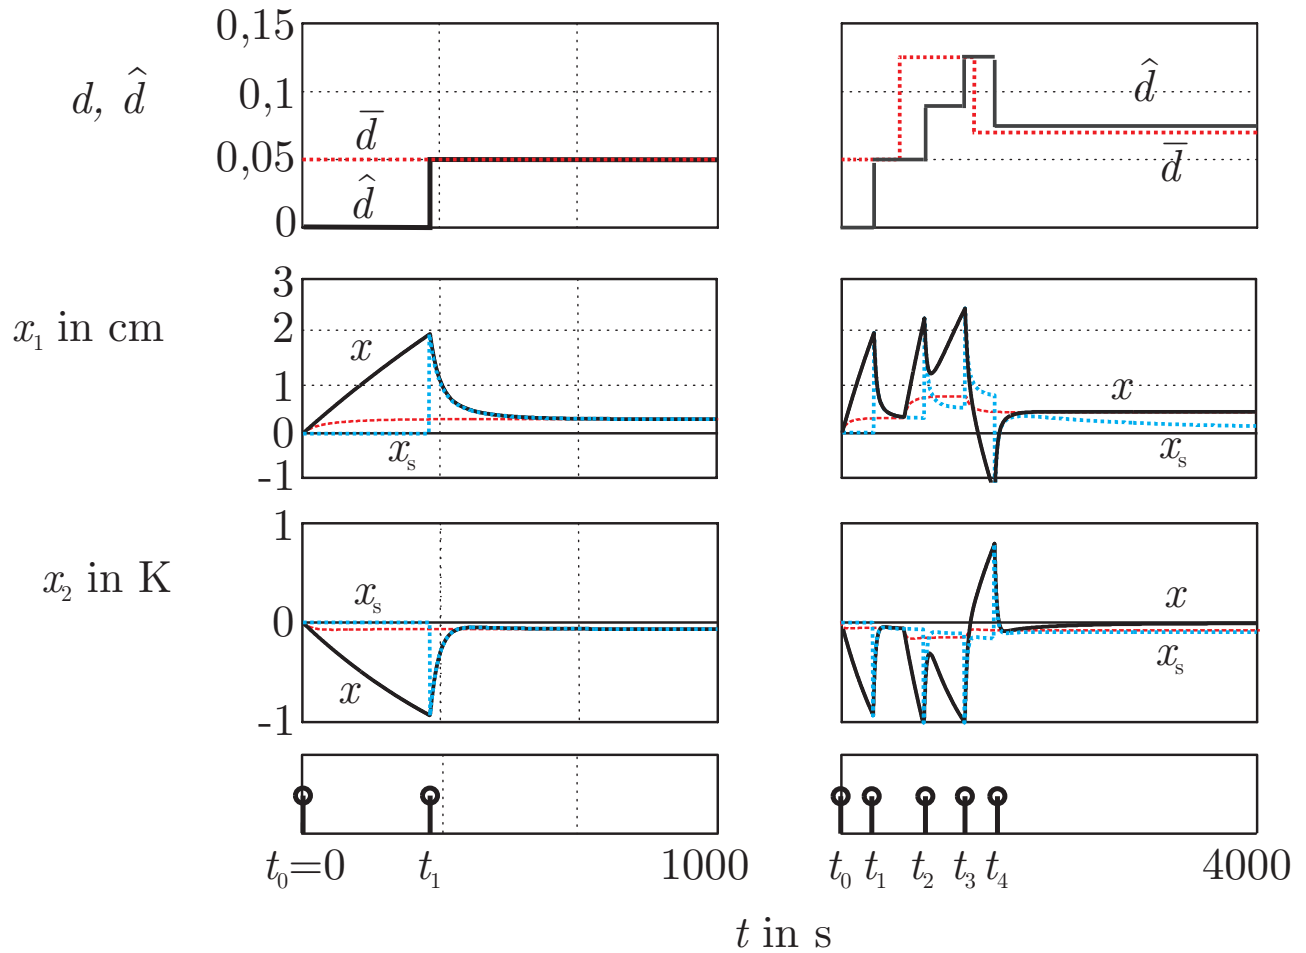 0,15
d, d̂
0,1
0,05
0
d̅
d̂
d̂
d̅
x₁ in cm
3
2
1
0
-1
x
xₛ
x
xₛ
x₂ in K
1
0
-1
xₛ
x
x
xₛ
t₀=0 t₁ 1000
t₀ t₁ t₂ t₃ t₄ 4000
t in s